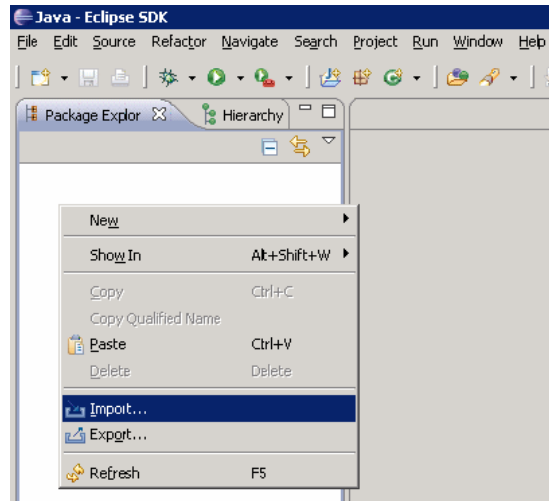 Java - Eclipse SDK
File Edit Source Refactor Navigate Search Project Run Window Help
Package Explor Hierarchy
New
Show In Alt+Shift+W
Copy Ctrl+C
Copy Qualified Name
Paste Ctrl+V
Delete Delete
Import...
Export...
Refresh F5